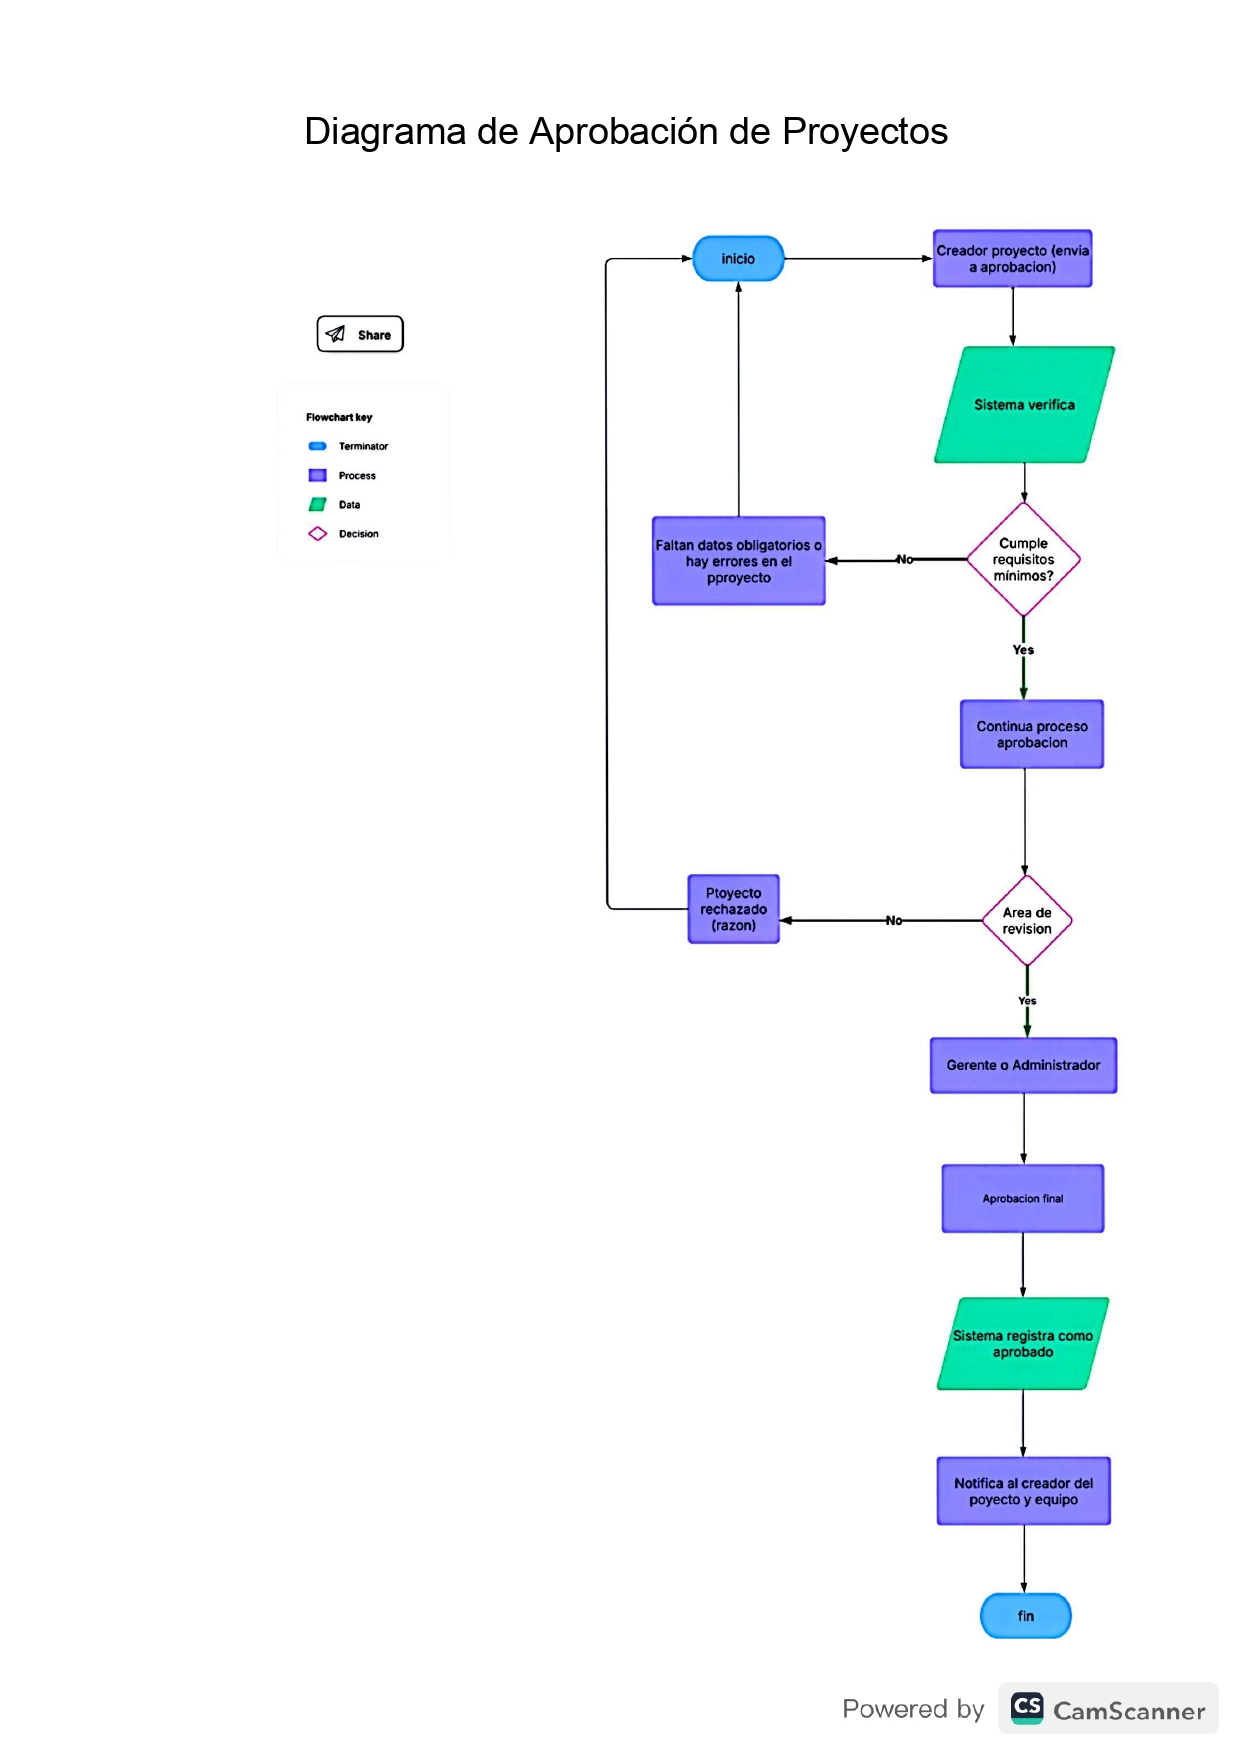 Diagrama de Aprobación de Proyectos
inicio
Creador proyecto (envia
a aprobacion)
Share
Sistema verifica
Flowchart key
Terminator
Process
Data
Decision
Cumple
requisitos
mínimos?
No
Faltan datos obligatorios o
hay errores en el
pproyecto
Yes
Continua proceso
aprobacion
Area de
revision
No
Ptoyecto
rechazado
(razon)
Yes
Gerente o Administrador
Aprobacion final
Sistema registra como
aprobado
Notifica al creador del
poyecto y equipo
fin
Powered by CS CamScanner